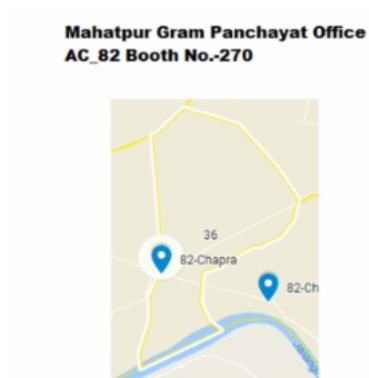 Mahatpur Gram Panchayat Office
AC_82 Booth No.-270
36
82-Chapra
82-Ch